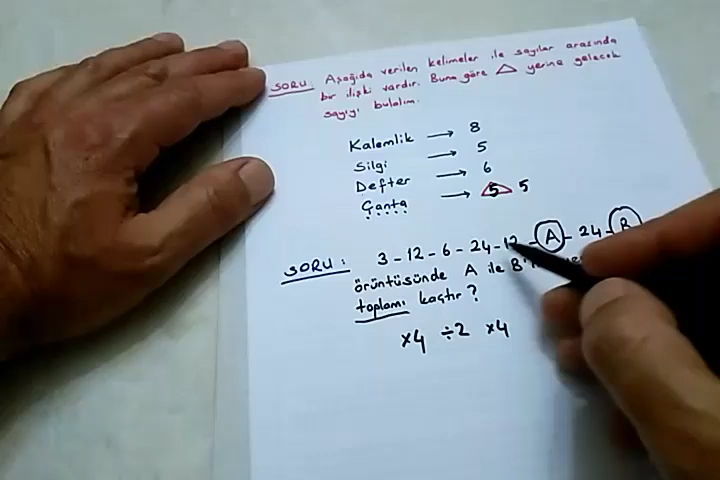 SORU: Aşağıda verilen kelimeler ile sayılar arasında
bir ilişki vardır. Buna göre △ yerine gelecek
sayıyı bulalım.
Kalemlik → 8
Silgi → 5
Defter → 6
Çanta → 5 5
SORU: 3 - 12 - 6 - 24 - 12 - A - 24 - B
örüntüsünde A ile B'nin
toplamı kaçtır?
×4 ÷2 ×4